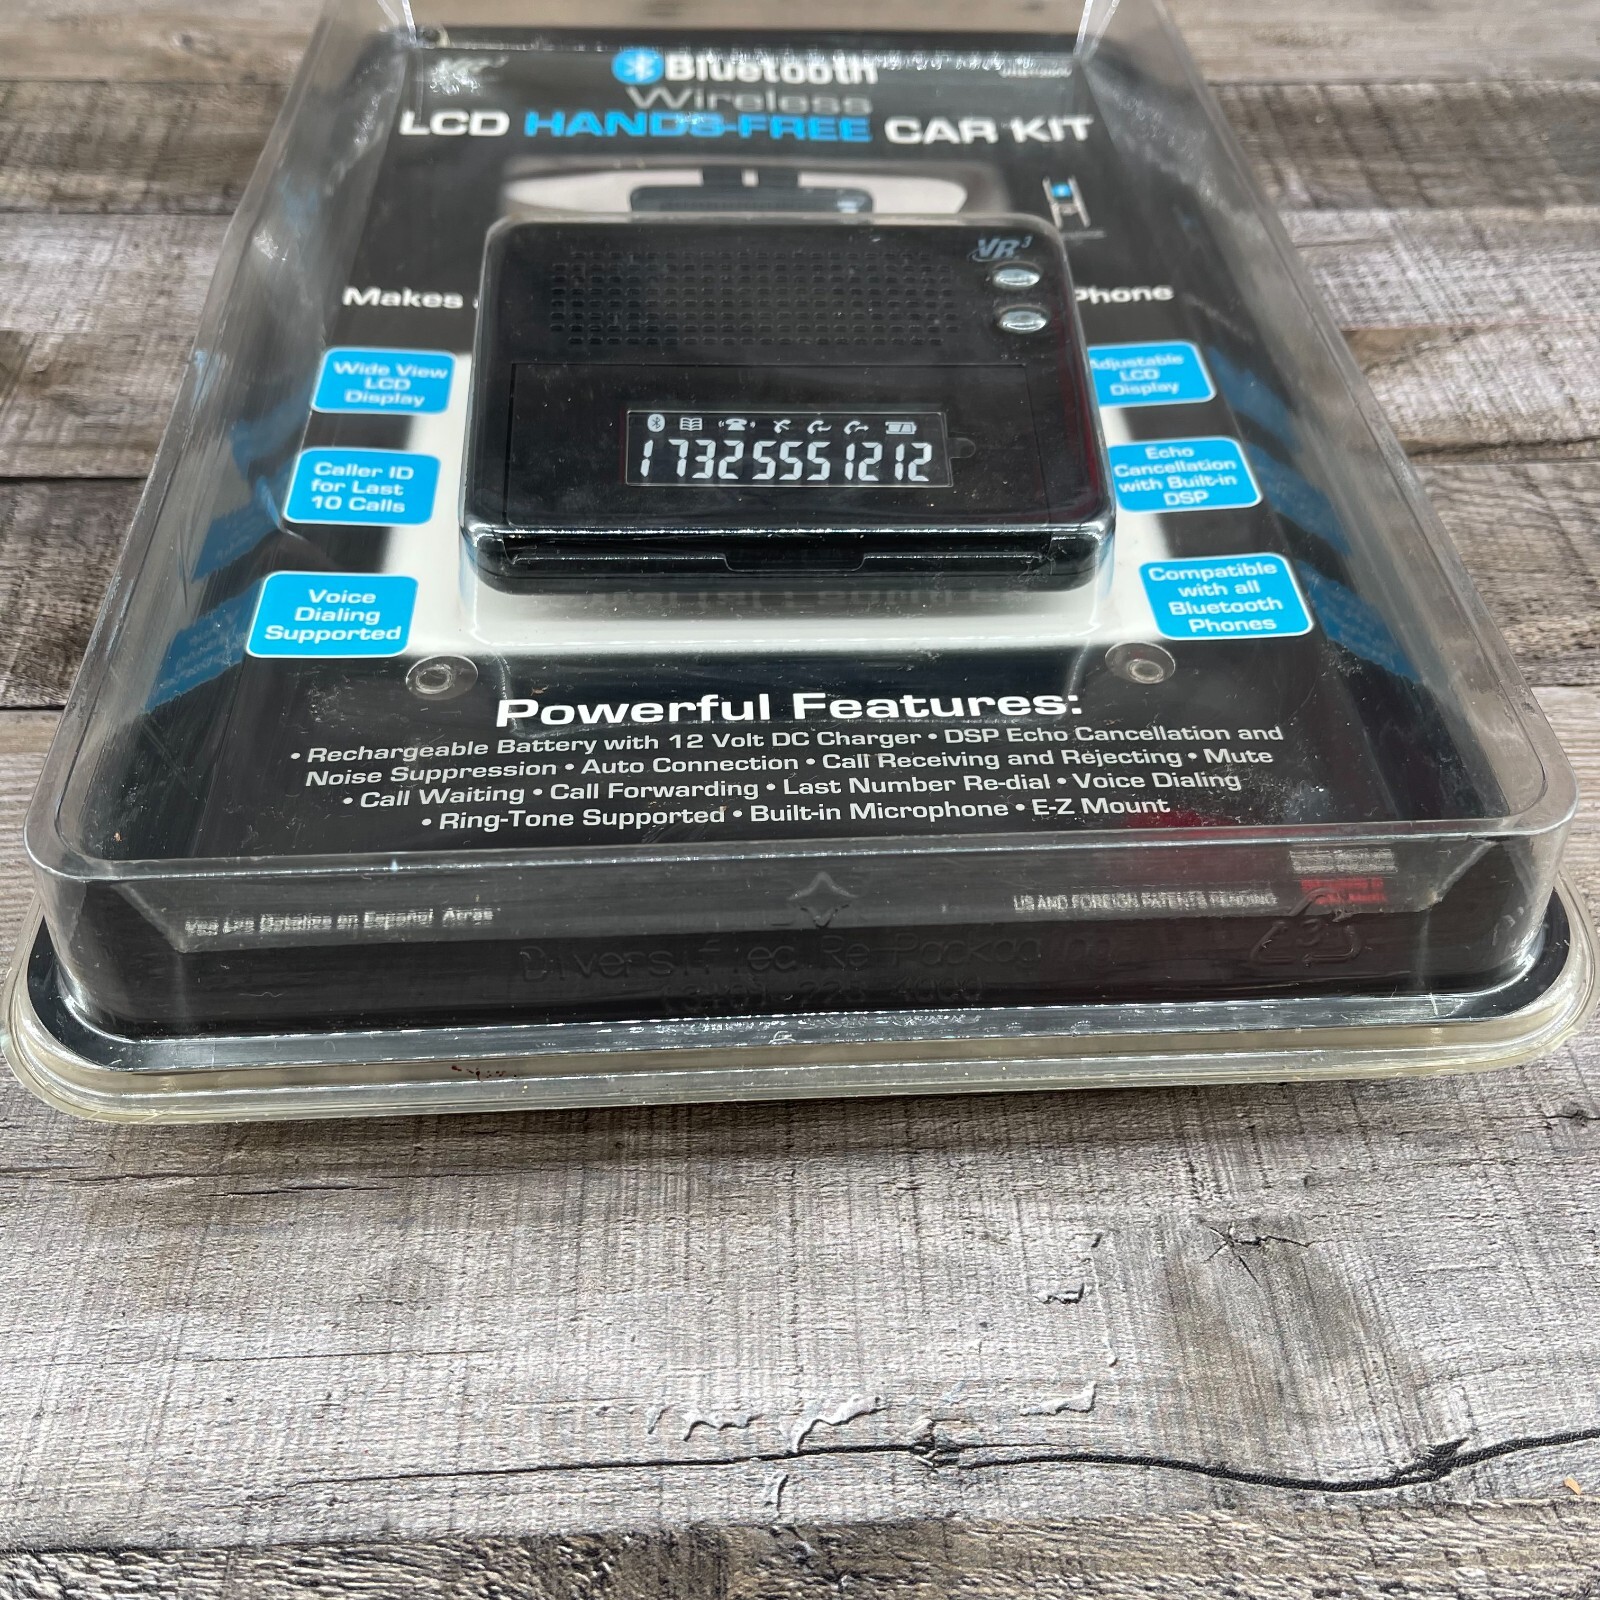 Bluetooth
Wireless
LCD HANDS-FREE CAR KIT
VR3
Makes
Phone
Wide View
LCD
Display
Adjustable
LCD
Display
17325551212
Caller ID
for Last
10 Calls
Echo
Cancellation
with Built-in
DSP
Voice
Dialing
Supported
Compatible
with all
Bluetooth
Phones
Powerful Features:
• Rechargeable Battery with 12 Volt DC Charger • DSP Echo Cancellation and
Noise Suppression • Auto Connection • Call Receiving and Rejecting • Mute
• Call Waiting • Call Forwarding • Last Number Re-dial • Voice Dialing
• Ring-Tone Supported • Built-in Microphone • E-Z Mount
Vea Los Detalles en Español Atras
US AND FOREIGN PATENTS PENDING
Diversified Re-Packaging